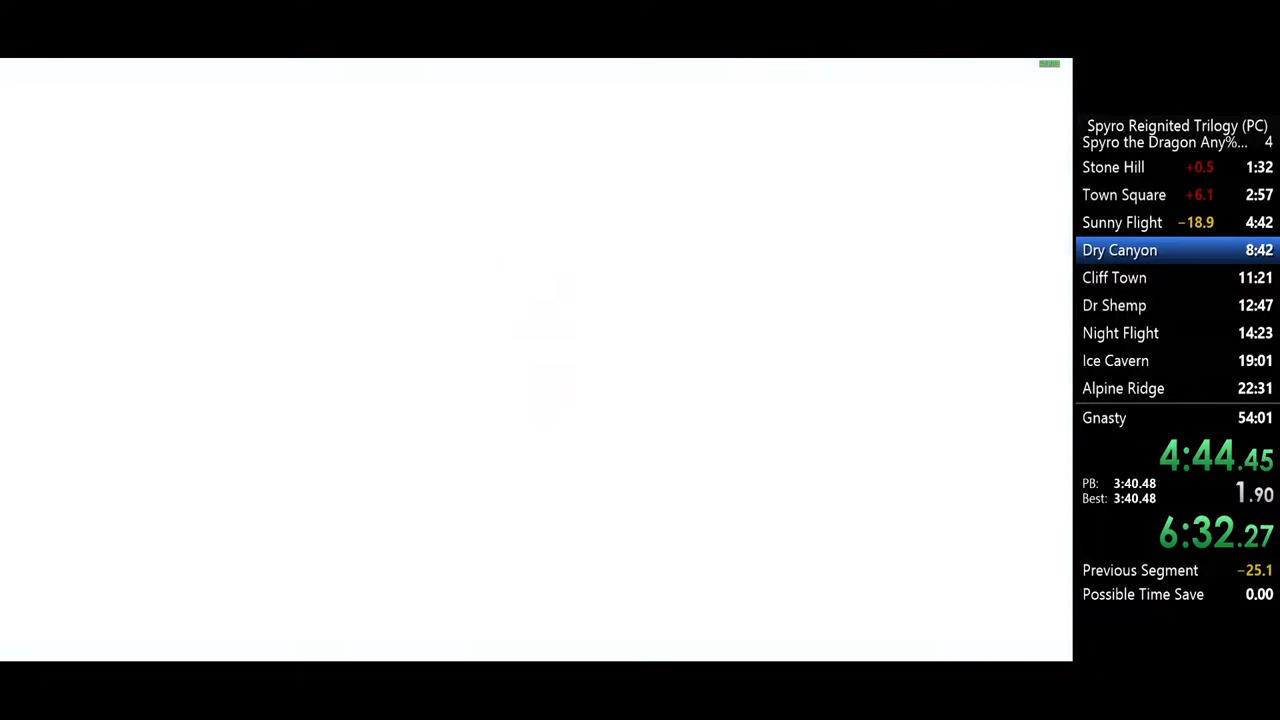 Spyro Reignited Trilogy (PC)
Spyro the Dragon Any%... 4
Stone Hill +0.5 1:32
Town Square +6.1 2:57
Sunny Flight −18.9 4:42
Dry Canyon 8:42
Cliff Town 11:21
Dr Shemp 12:47
Night Flight 14:23
Ice Cavern 19:01
Alpine Ridge 22:31
Gnasty 54:01
4:44.45
PB: 3:40.48 1.90
Best: 3:40.48
6:32.27
Previous Segment −25.1
Possible Time Save 0.00